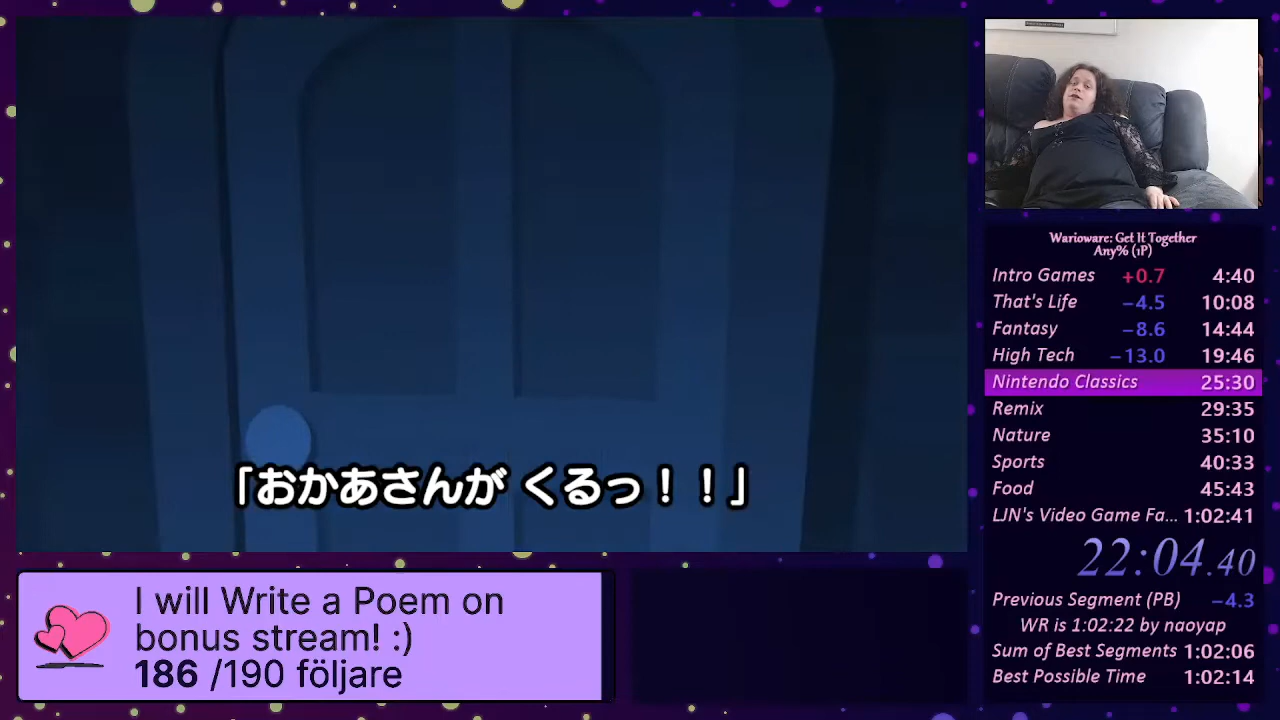 「おかあさんが くるっ！！」
I will Write a Poem on
bonus stream! :)
186 /190 följare
Warioware: Get It Together
Any% (1P)
Intro Games +0.7 4:40
That's Life −4.5 10:08
Fantasy −8.6 14:44
High Tech −13.0 19:46
Nintendo Classics 25:30
Remix 29:35
Nature 35:10
Sports 40:33
Food 45:43
LJN's Video Game Fa... 1:02:41
22:04.40
Previous Segment (PB) −4.3
WR is 1:02:22 by naoyap
Sum of Best Segments 1:02:06
Best Possible Time 1:02:14